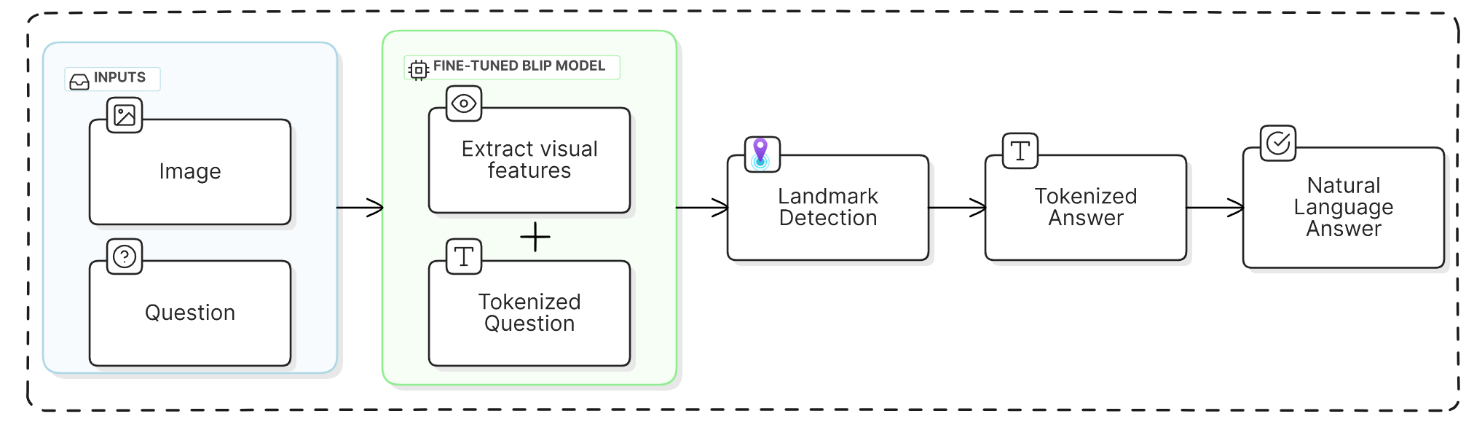 INPUTS
Image
Question
FINE-TUNED BLIP MODEL
Extract visual
features
+
Tokenized
Question
Landmark
Detection
Tokenized
Answer
Natural
Language
Answer